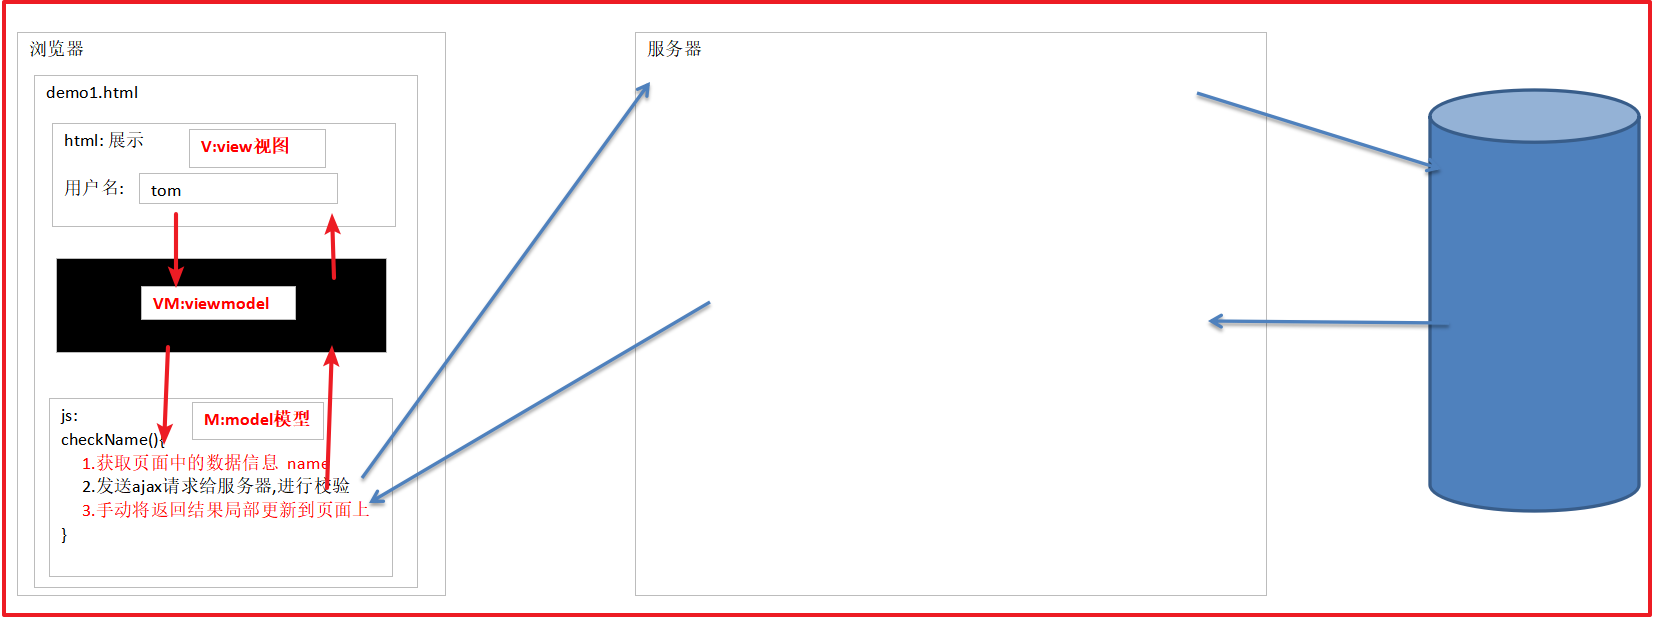 浏览器
demo1.html
html: 展示
V:view视图
用户名:
tom
VM:viewmodel
js:
M:model模型
checkName(){
1.获取页面中的数据信息 name
2.发送ajax请求给服务器,进行校验
3.手动将返回结果局部更新到页面上
}
服务器